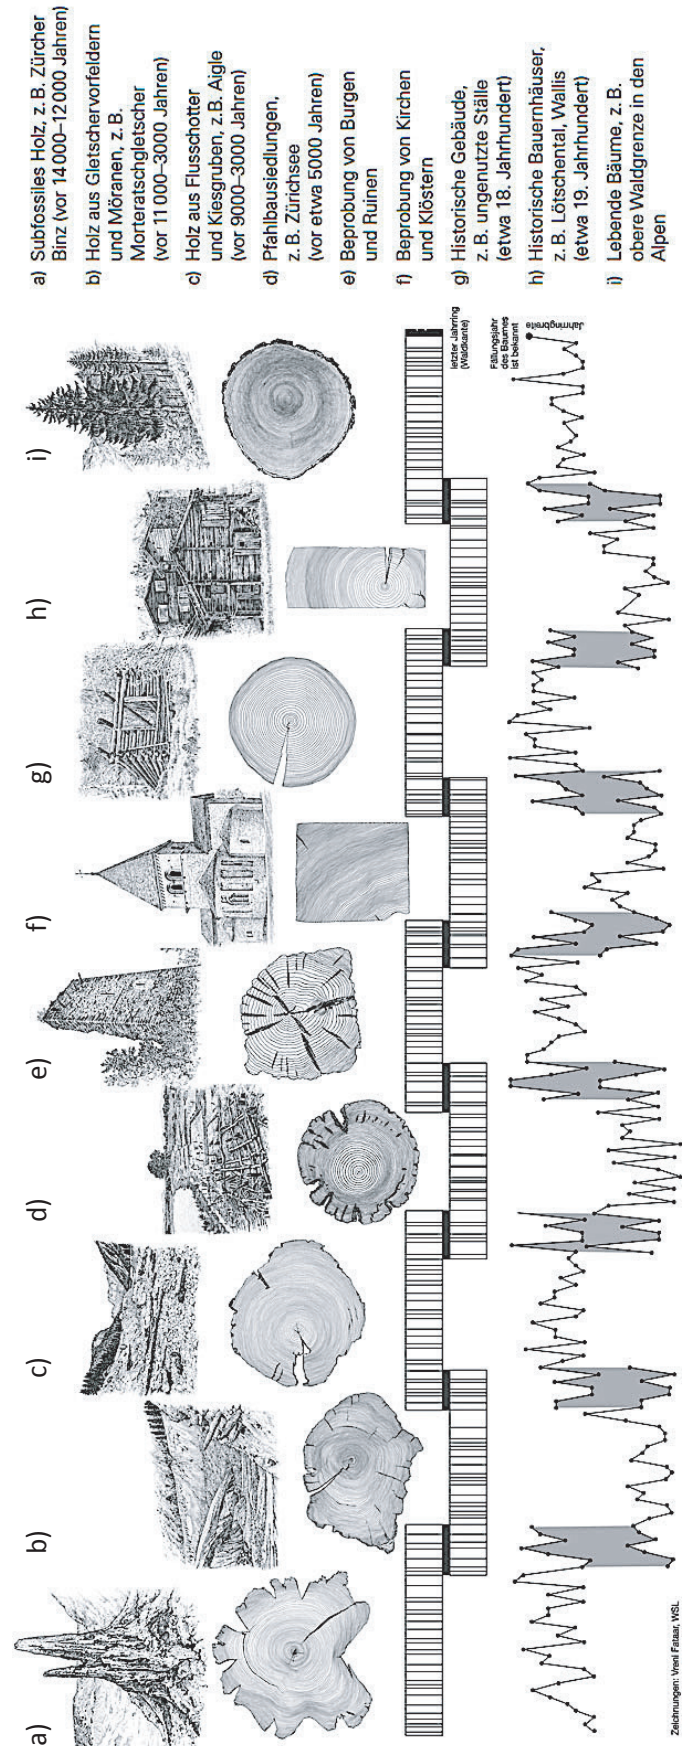 a)
b)
c)
d)
e)
f)
g)
h)
i)
letzter Jahrring
(Waldkante)
Fällungsjahr
des Baumes
ist bekannt
Jahrringbreite
Zeichnungen: Vreni Fataar, WSL
a) Subfossiles Holz, z. B. Zürcher
Binz (vor 14 000–12 000 Jahren)
b) Holz aus Gletschervorfeldern
und Möränen, z. B.
Morteratschgletscher
(vor 11 000–3000 Jahren)
c) Holz aus Flusschotter
und Kiesgruben, z.B. Aigle
(vor 9000–3000 Jahren)
d) Pfahlbausiedlungen,
z. B. Zürichsee
(vor etwa 5000 Jahren)
e) Beprobung von Burgen
und Ruinen
f) Beprobung von Kirchen
und Klöstern
g) Historische Gebäude,
z. B. ungenutzte Ställe
(etwa 18. Jahrhundert)
h) Historische Bauernhäuser,
z. B. Lötschental, Wallis
(etwa 19. Jahrhundert)
i) Lebende Bäume, z. B.
obere Waldgrenze in den
Alpen